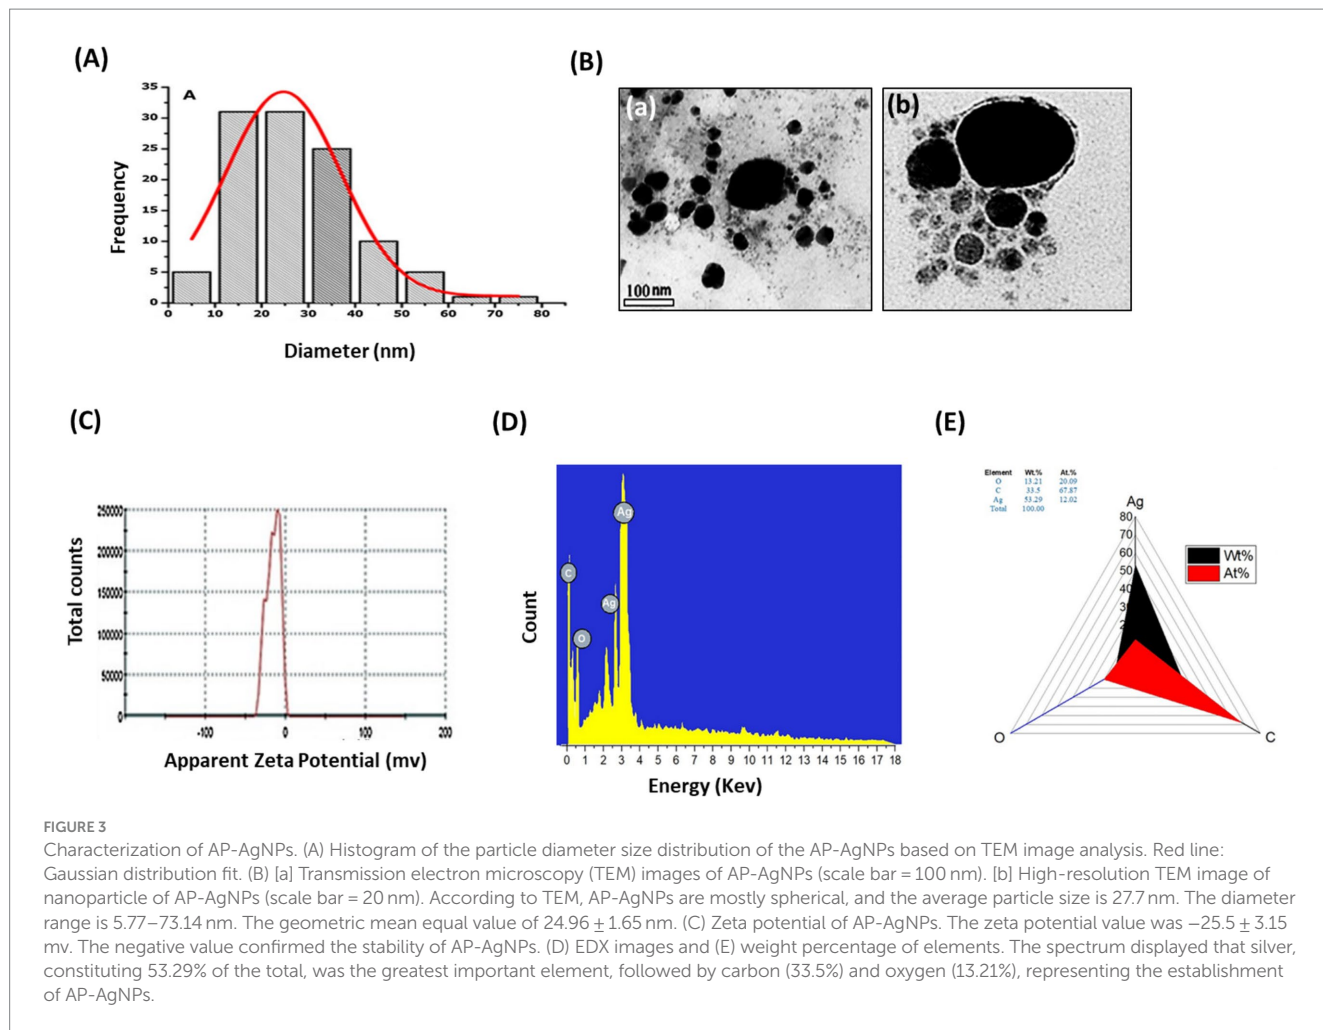 (A)
A
35
30
25
20
15
10
5
0
Frequency
0 10 20 30 40 50 60 70 80
Diameter (nm)
(B)
(a)
100 nm
(b)
(C)
Total counts
250000
200000
150000
100000
50000
0
-100 0 100 200
Apparent Zeta Potential (mv)
(D)
Count
C
O
Ag
Ag
0 1 2 3 4 5 6 7 8 9 10 11 12 13 14 15 16 17 18
Energy (Kev)
(E)
Element Wt.% At.%
O 13.21 20.09
C 33.5 67.87
Ag 53.29 12.02
Total 100.00
Ag
80
70
60
50
40
30
2
Wt%
At%
O
C
FIGURE 3
Characterization of AP-AgNPs. (A) Histogram of the particle diameter size distribution of the AP-AgNPs based on TEM image analysis. Red line:
Gaussian distribution fit. (B) [a] Transmission electron microscopy (TEM) images of AP-AgNPs (scale bar = 100 nm). [b] High-resolution TEM image of
nanoparticle of AP-AgNPs (scale bar = 20 nm). According to TEM, AP-AgNPs are mostly spherical, and the average particle size is 27.7 nm. The diameter
range is 5.77–73.14 nm. The geometric mean equal value of 24.96 ± 1.65 nm. (C) Zeta potential of AP-AgNPs. The zeta potential value was −25.5 ± 3.15
mv. The negative value confirmed the stability of AP-AgNPs. (D) EDX images and (E) weight percentage of elements. The spectrum displayed that silver,
constituting 53.29% of the total, was the greatest important element, followed by carbon (33.5%) and oxygen (13.21%), representing the establishment
of AP-AgNPs.